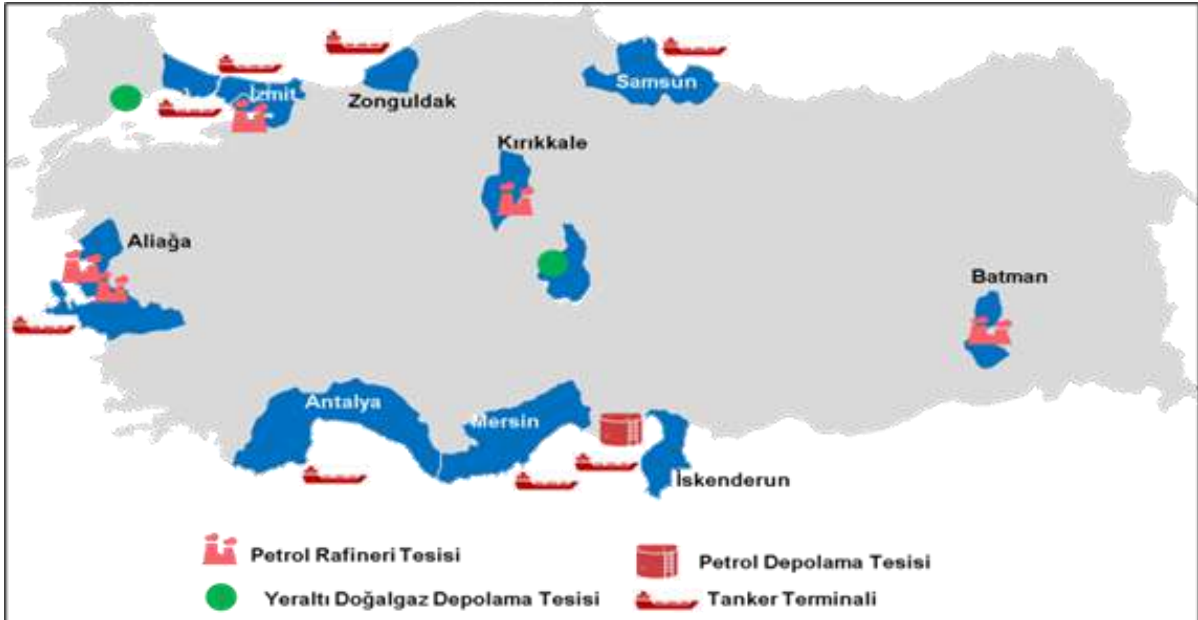 İzmit
Zonguldak
Samsun
Kırıkkale
Aliağa
Batman
Antalya
Mersin
İskenderun
Petrol Rafineri Tesisi
Petrol Depolama Tesisi
Yeraltı Doğalgaz Depolama Tesisi
Tanker Terminali